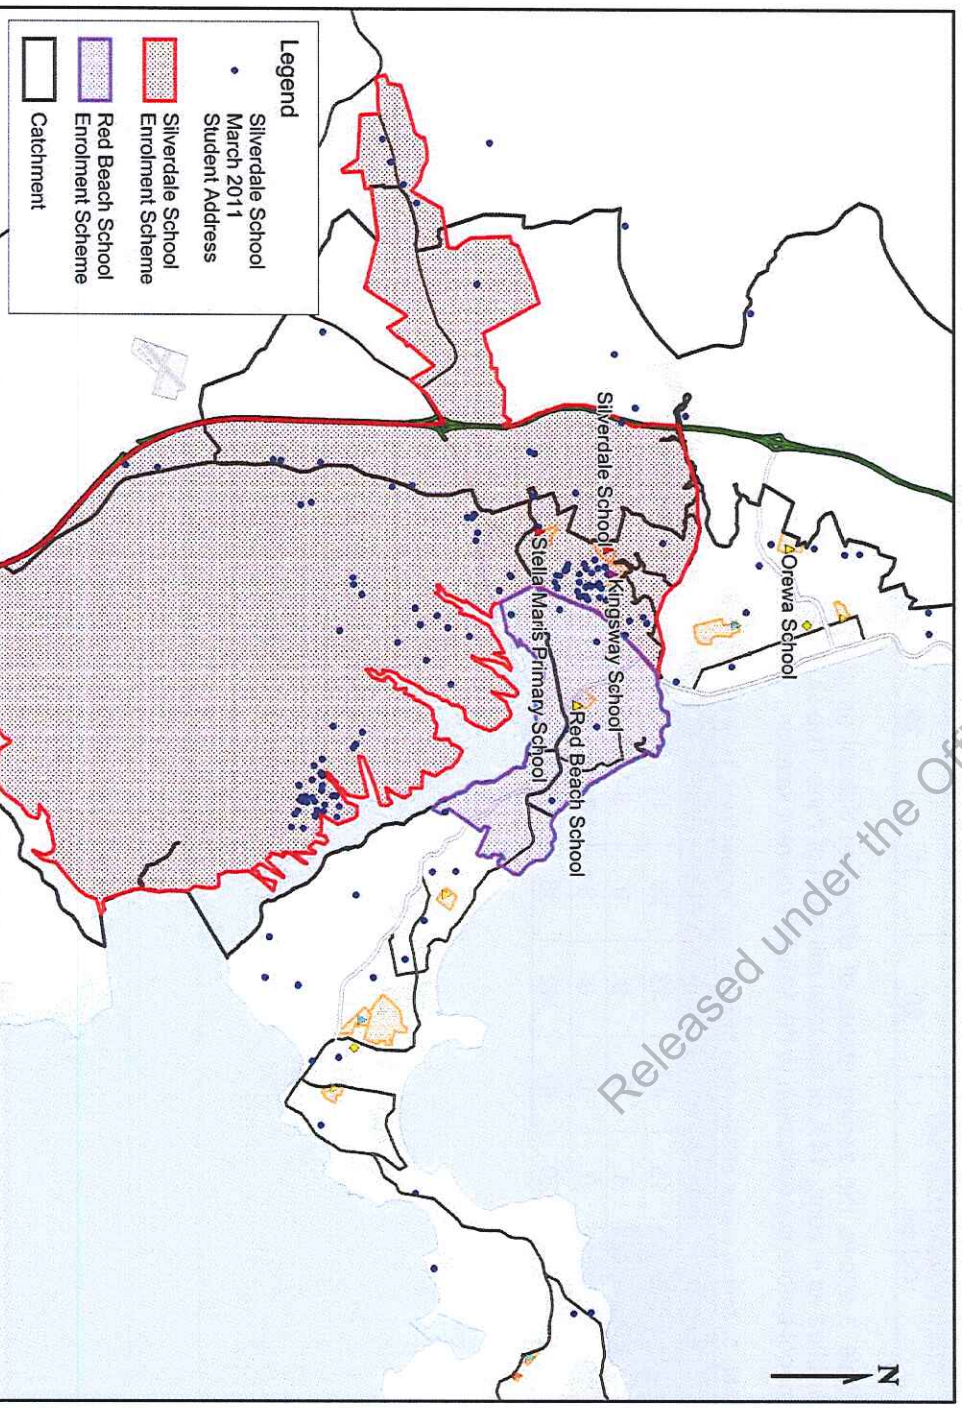 Legend
Silverdale School
March 2011
Student Address
Silverdale School
Enrolment Scheme
Red Beach School
Enrolment Scheme
Catchment
Silverdale School
Kingsway School
Stella Maris Primary School
Red Beach School
Orewa School
N
Released under the